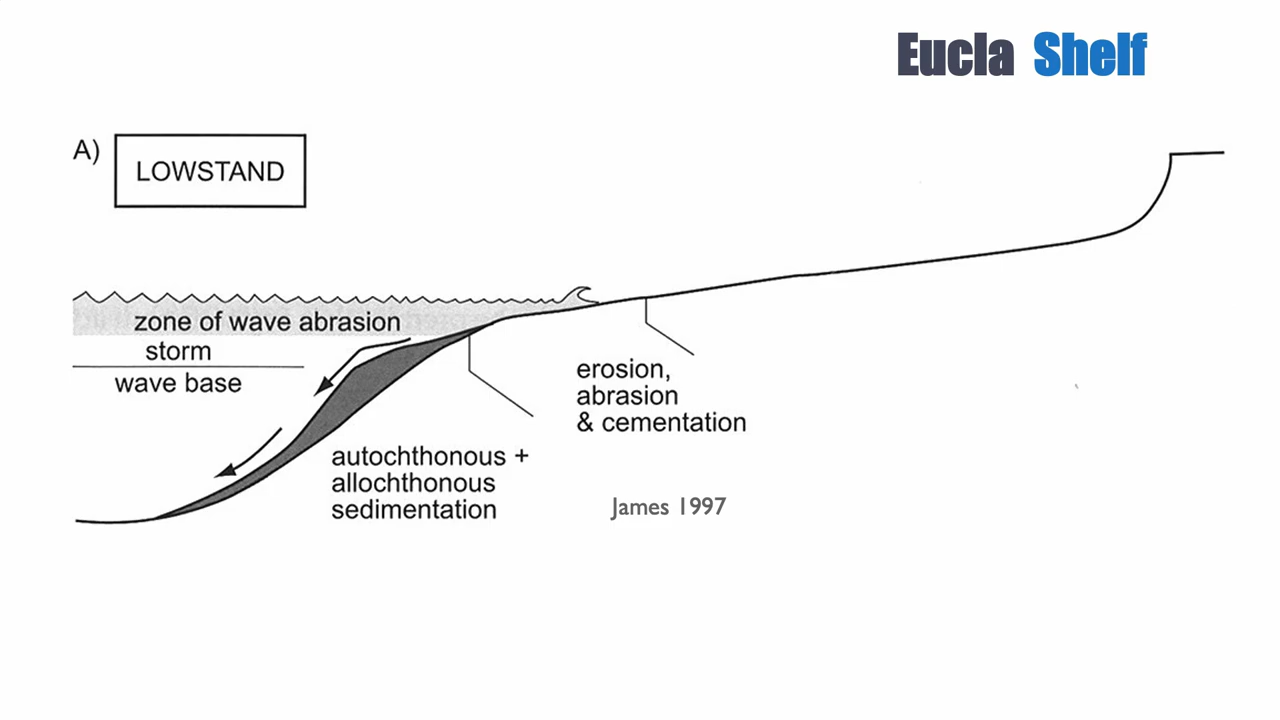 Eucla Shelf
A)
LOWSTAND
zone of wave abrasion
storm
wave base
erosion,
abrasion
& cementation
autochthonous +
allochthonous
sedimentation
James 1997